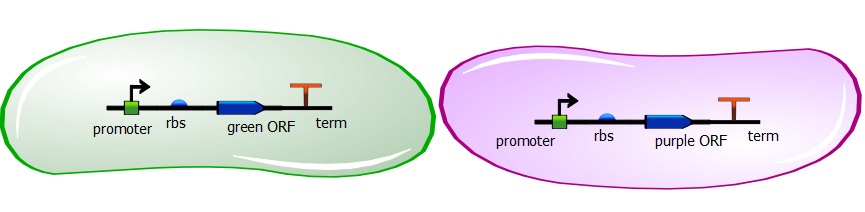 promoter rbs green ORF term
promoter rbs purple ORF term